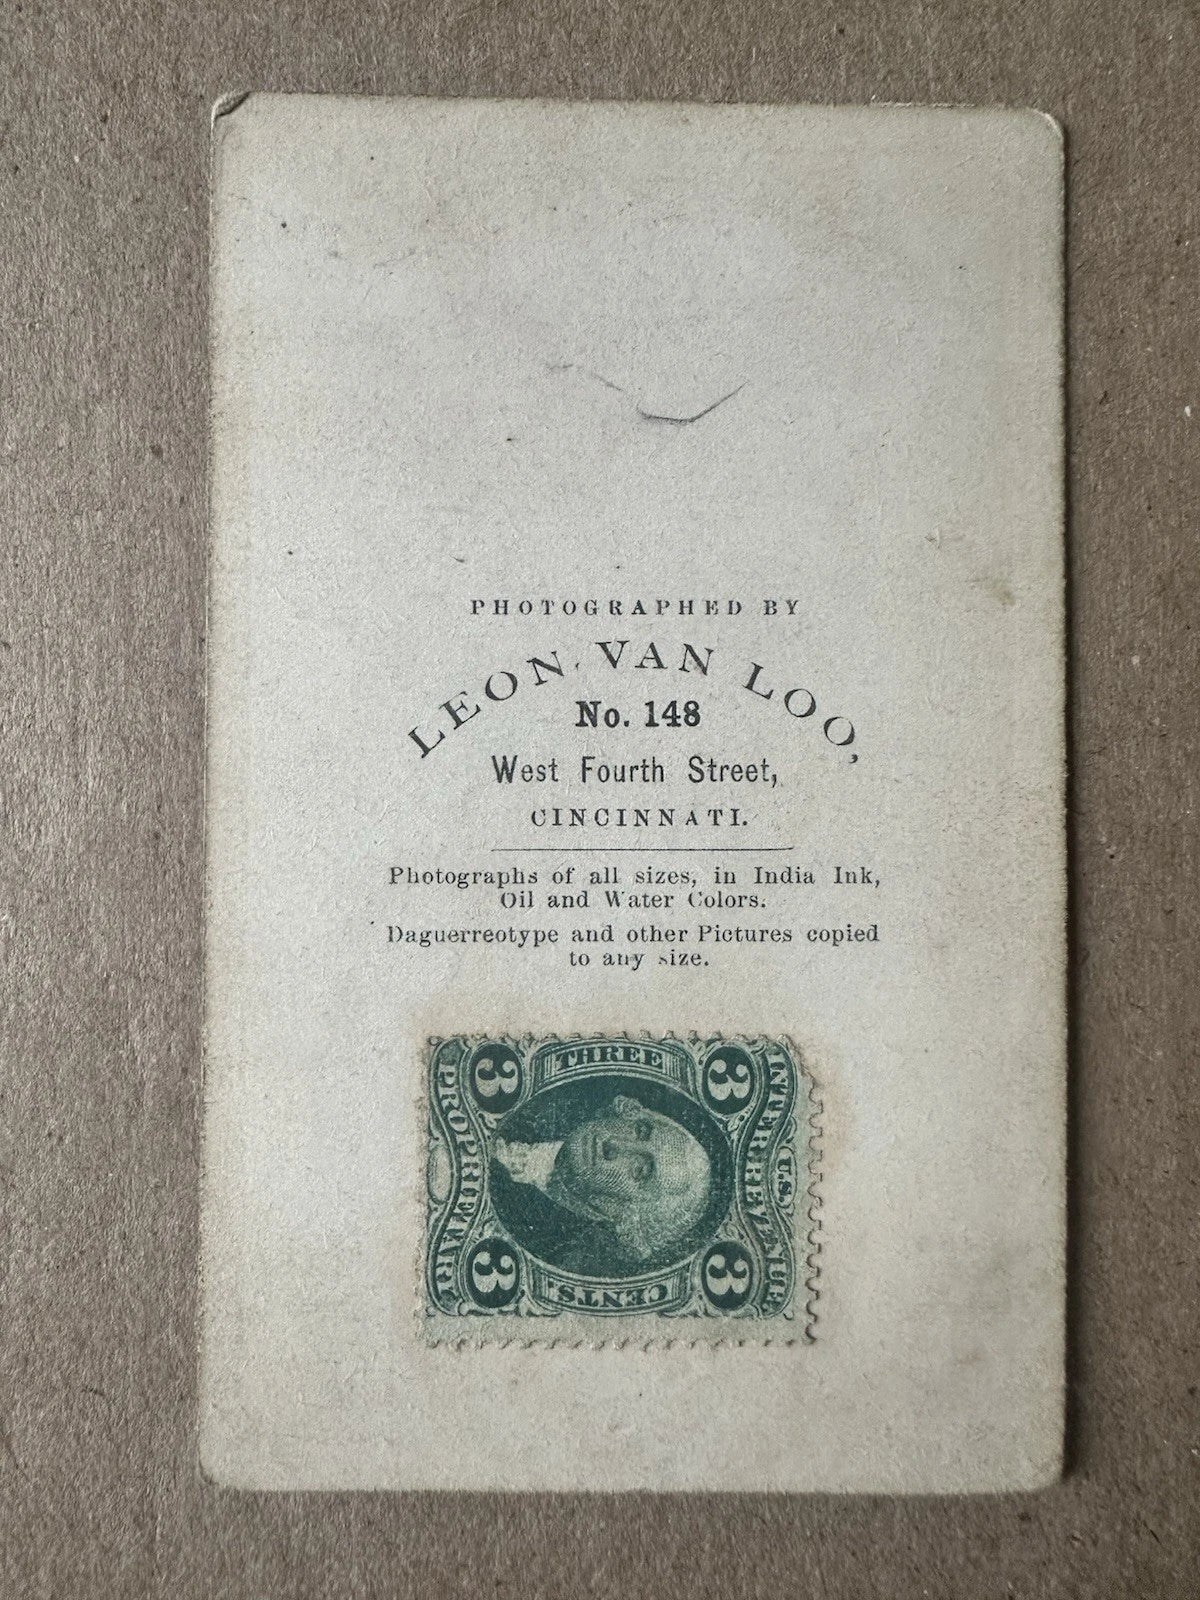 PHOTOGRAPHED BY
LEON VAN LOO,
No. 148
West Fourth Street,
CINCINNATI.
Photographs of all sizes, in India Ink,
Oil and Water Colors.
Daguerreotype and other Pictures copied
to any size.
3 THREE 3
PROPRIETARY
U.S.
INTER. REVENUE
3 CENTS 3